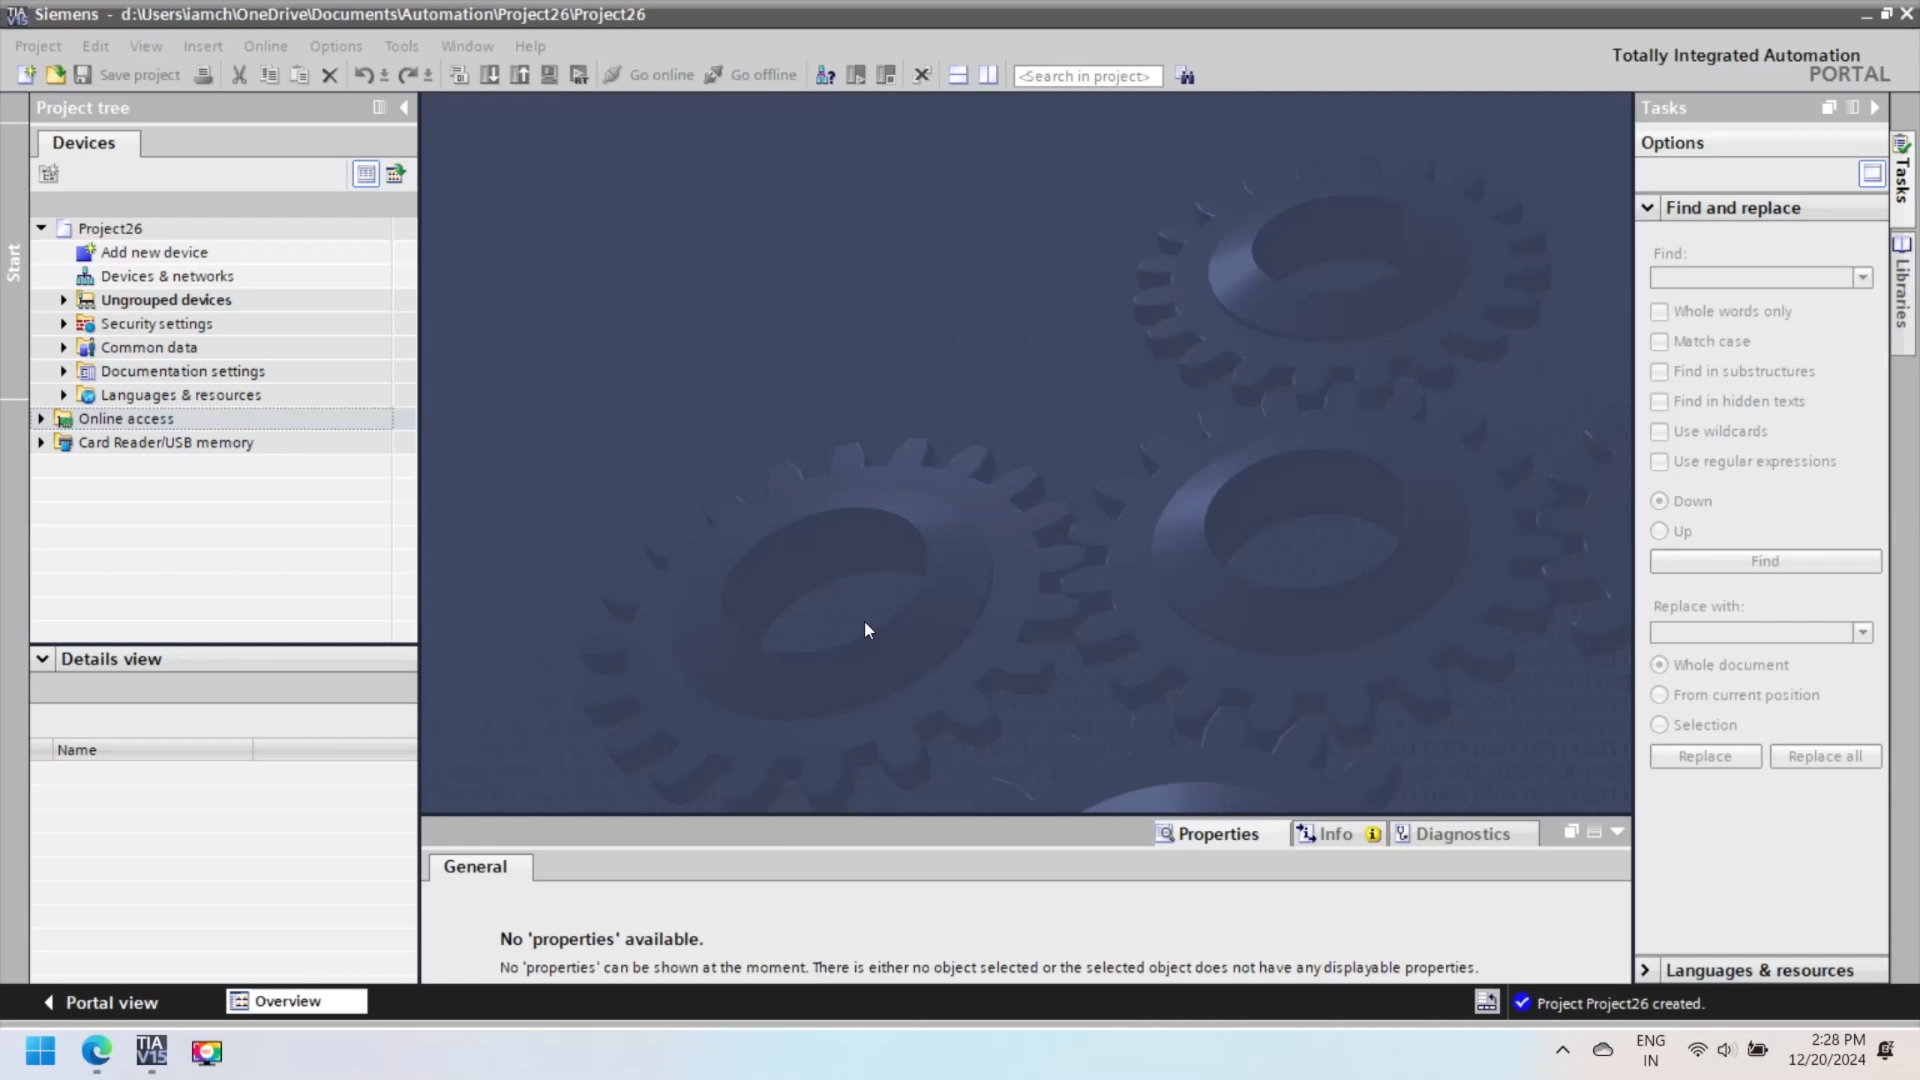 Siemens - d:\Users\iamch\OneDrive\Documents\Automation\Project26\Project26
Project Edit View Insert Online Options Tools Window Help
Totally Integrated Automation
PORTAL
Save project
Go online
Go offline
<Search in project>
Project tree
Devices
Start
Project26
Add new device
Devices & networks
Ungrouped devices
Security settings
Common data
Documentation settings
Languages & resources
Online access
Card Reader/USB memory
Details view
Name
Properties
Info
Diagnostics
General
No 'properties' available.
No 'properties' can be shown at the moment. There is either no object selected or the selected object does not have any displayable properties.
Tasks
Options
Find and replace
Find:
Whole words only
Match case
Find in substructures
Find in hidden texts
Use wildcards
Use regular expressions
Down
Up
Find
Replace with:
Whole document
From current position
Selection
Replace
Replace all
Languages & resources
Tasks
Libraries
Portal view
Overview
Project Project26 created.
TIA
V15
ENG
IN
2:28 PM
12/20/2024